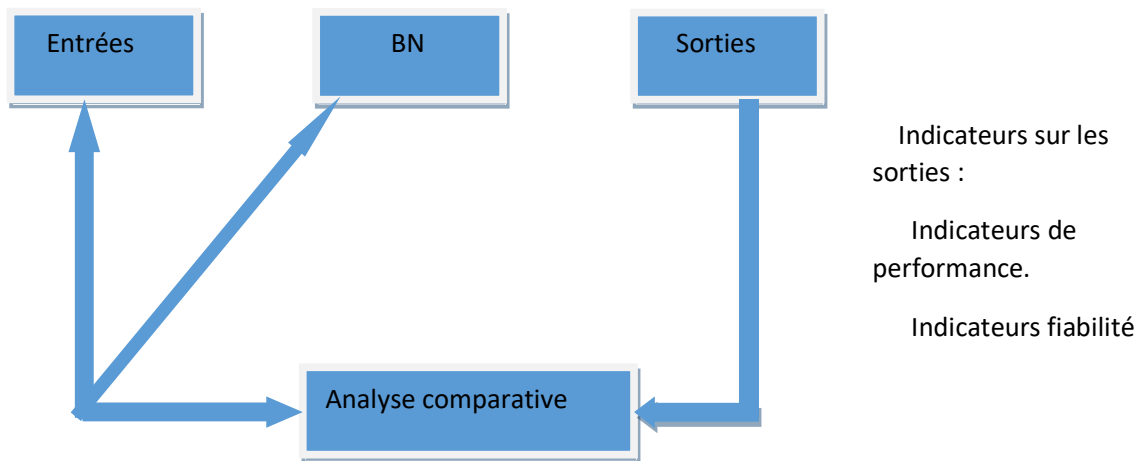 Entrées
BN
Sorties
Indicateurs sur les
sorties :
Indicateurs de
performance.
Indicateurs fiabilité
Analyse comparative